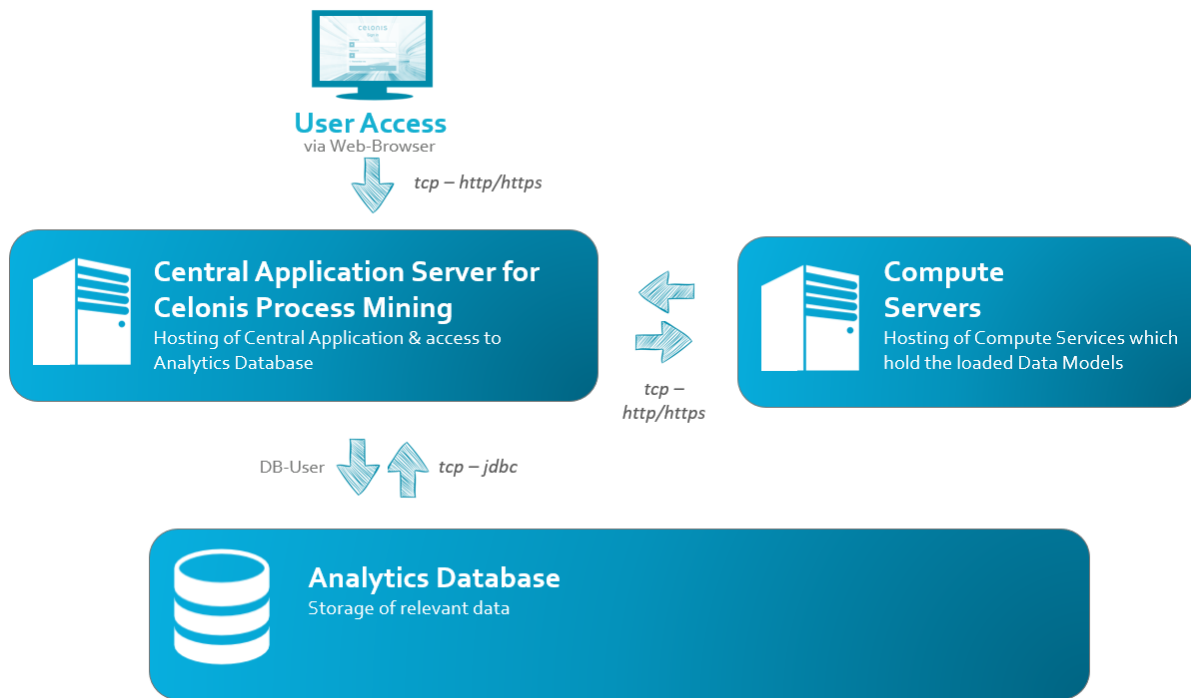 celonis
User Access
via Web-Browser
tcp – http/https
Central Application Server for
Celonis Process Mining
Hosting of Central Application & access to
Analytics Database
Compute
Servers
Hosting of Compute Services which
hold the loaded Data Models
tcp –
http/https
DB-User
tcp – jdbc
Analytics Database
Storage of relevant data